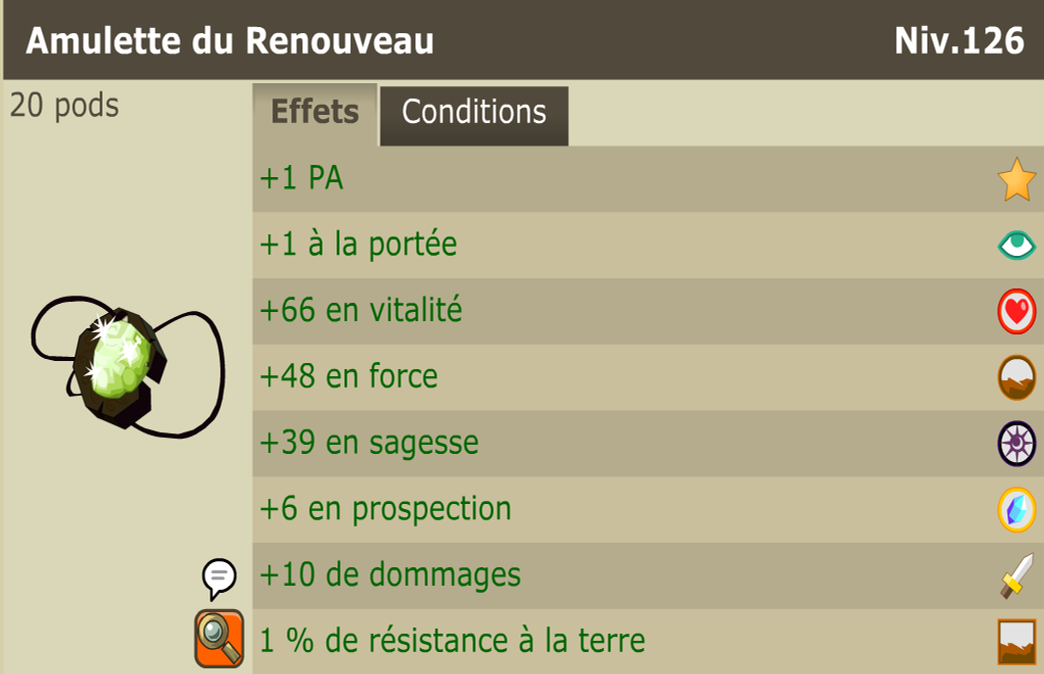 Amulette du Renouveau Niv.126
20 pods
Effets Conditions
+1 PA
+1 à la portée
+66 en vitalité
+48 en force
+39 en sagesse
+6 en prospection
+10 de dommages
1 % de résistance à la terre